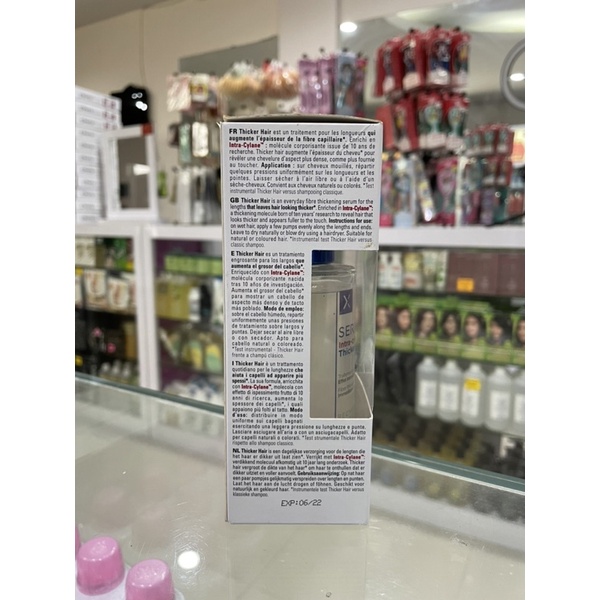 FR Thicker Hair est un traitement pour les longueurs qui
augmente l'épaisseur de la fibre capillaire*. Enrichi en
Intra-Cylane™ : molécule corporisante issue de 10 ans de
recherche. Thicker hair augmente l'épaisseur du cheveu* pour
révéler une chevelure d'aspect plus dense, comme plus fournie
au toucher. Application : sur cheveux mouillés, répartir
quelques pressions uniformément sur les longueurs et les
pointes. Laisser sécher à l'air libre ou à l'aide d'un
sèche-cheveux. Convient aux cheveux naturels ou colorés. *Test
instrumental Thicker Hair versus shampooing classique.
GB Thicker Hair is an everyday fibre thickening serum for the
lengths that leaves hair looking thicker*. Enriched in Intra-Cylane™:
a thickening molecule born of ten years' research to reveal hair that
looks thicker and appears fuller to the touch. Instructions for use:
on wet hair, apply a few pumps evenly along the lengths and ends.
Leave to dry naturally or blow dry using a hairdryer. Suitable for
natural or coloured hair. *Instrumental test Thicker Hair versus
classic shampoo.
E Thicker Hair es un tratamiento
engrosante para los largos que
aumenta el grosor del cabello*.
Enriquecido con Intra-Cylane™:
molécula corporizante nacida
tras 10 años de investigación.
Aumenta el grosor del cabello*
para mostrar un cabello de
aspecto más denso y de tacto
más poblado. Modo de empleo:
sobre el cabello húmedo, repartir
uniformemente unas presiones
de tratamiento sobre largos y
puntas. Dejar secar al aire libre
o con secador. Apto para
cabello natural o coloreado.
*Test instrumental - Thicker Hair
frente a champó clásico.
I Thicker Hair è un trattamento
quotidiano per le lunghezze che
aiuta i capelli ad apparire più
spessi*. La sua formula, arricchita
con Intra-Cylane™, molecola con
effetto di ispessimento frutto di 10
anni di ricerca, aumenta lo
spessore dei capelli*, i quali
appaiono più folti al tatto. Modo
d'uso: distribuire in modo
uniforme sui capelli bagnati
esercitando una leggera pressione su lunghezze e punte.
Lasciare asciugare all'aria o con un asciugacapelli. Adatto
per capelli naturali o colorati. *Test strumentale Thicker Hair
rispetto allo shampoo classico.
NL Thicker Hair is een dagelijkse verzorging voor de lengten die
het haar er dikker uit laat zien*. Verrijkt met Intra-Cylane™:
verdikkend molecuul afkomstig uit 10 jaar lang onderzoek. Thicker
hair vergroot de dikte van het haar* om haar te onthullen dat er
dikker uitziet en voller aanvoelt. Gebruiksaanwijzing: Op nat haar
een paar pompjes gelijkmatig verspreiden over lengten en punten.
Laat het haar aan de lucht drogen of föhnen. Geschikt voor
natuurlijk en gekleurd haar. *Instrumentele test Thicker Hair versus
klassieke shampoo.
EXP:06/22